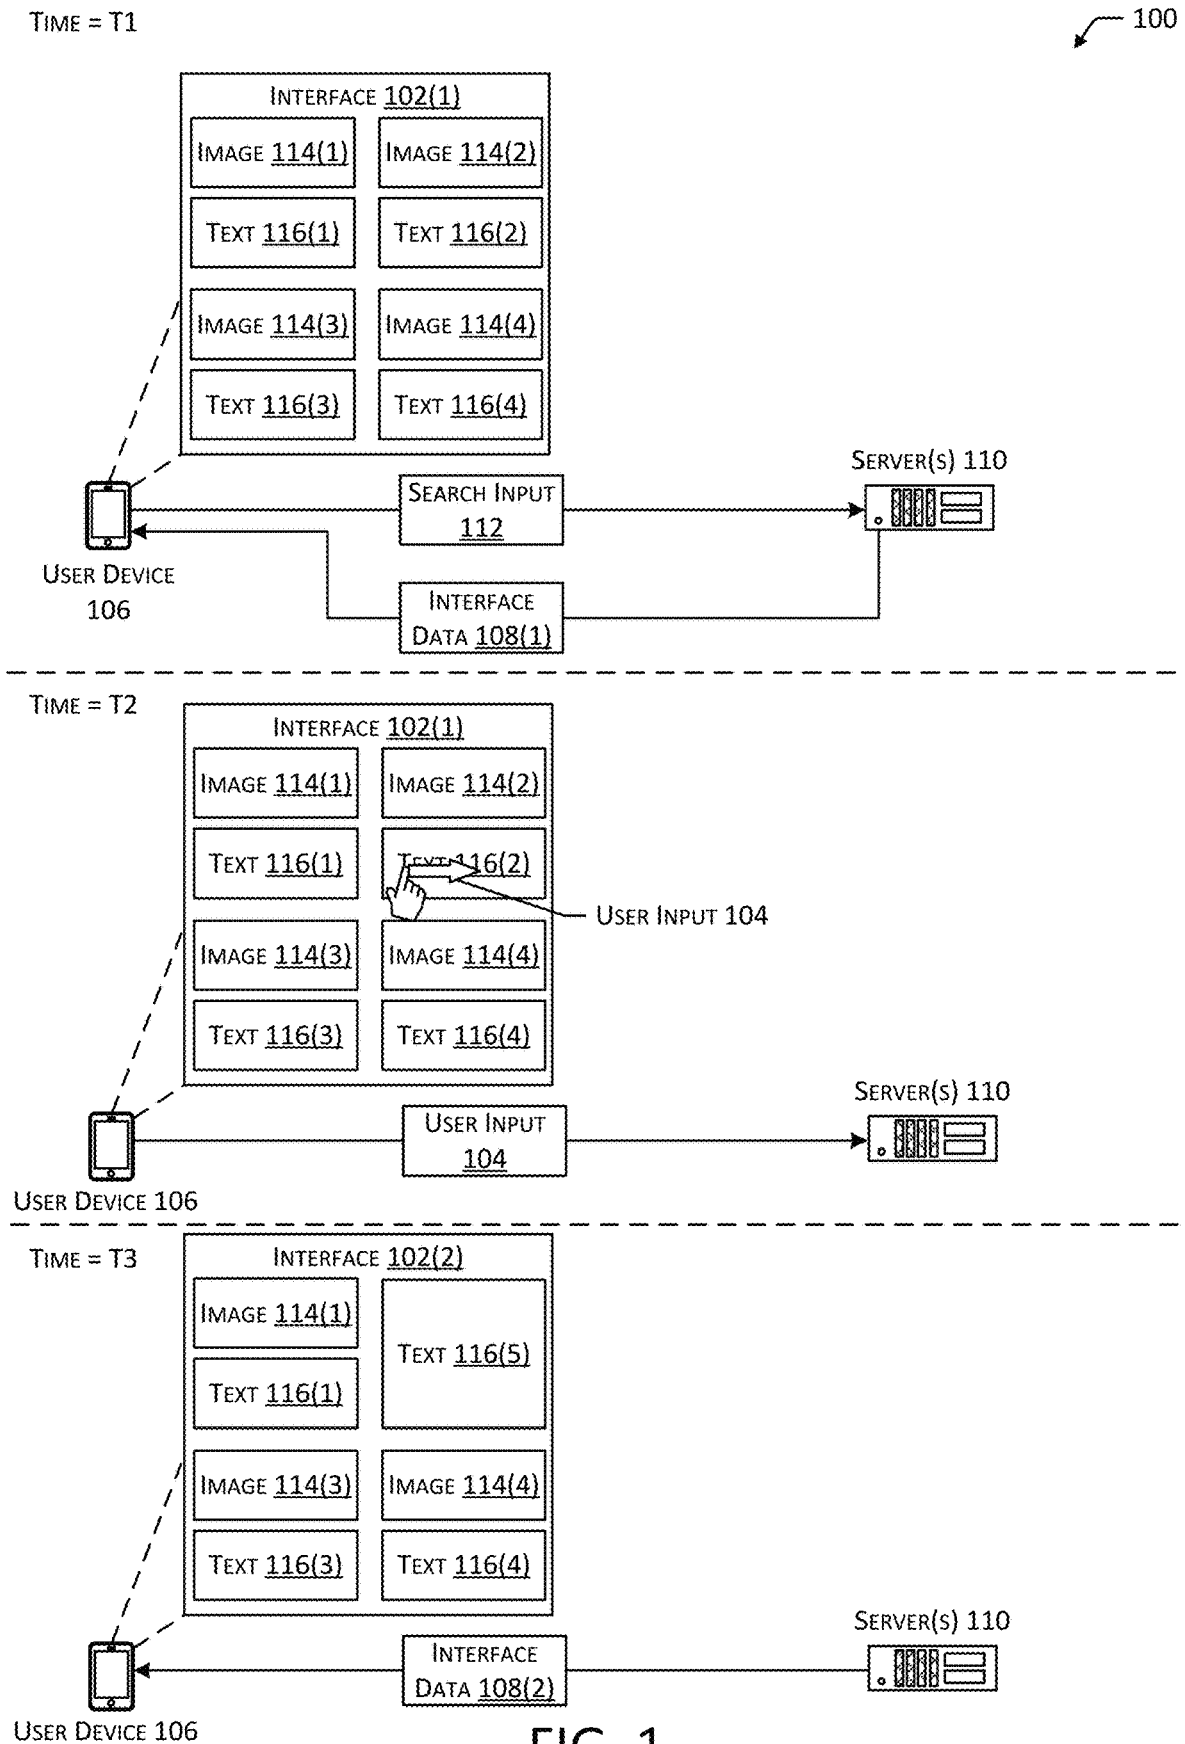 TIME = T1
100
INTERFACE 102(1)
IMAGE 114(1) IMAGE 114(2)
TEXT 116(1) TEXT 116(2)
IMAGE 114(3) IMAGE 114(4)
TEXT 116(3) TEXT 116(4)
SERVER(S) 110
SEARCH INPUT
112
USER DEVICE
106
INTERFACE
DATA 108(1)
TIME = T2
INTERFACE 102(1)
IMAGE 114(1) IMAGE 114(2)
TEXT 116(1) TEXT 116(2)
USER INPUT 104
IMAGE 114(3) IMAGE 114(4)
TEXT 116(3) TEXT 116(4)
SERVER(S) 110
USER INPUT
104
USER DEVICE 106
TIME = T3
INTERFACE 102(2)
IMAGE 114(1)
TEXT 116(5)
TEXT 116(1)
IMAGE 114(3) IMAGE 114(4)
TEXT 116(3) TEXT 116(4)
SERVER(S) 110
INTERFACE
DATA 108(2)
USER DEVICE 106
FIG. 1